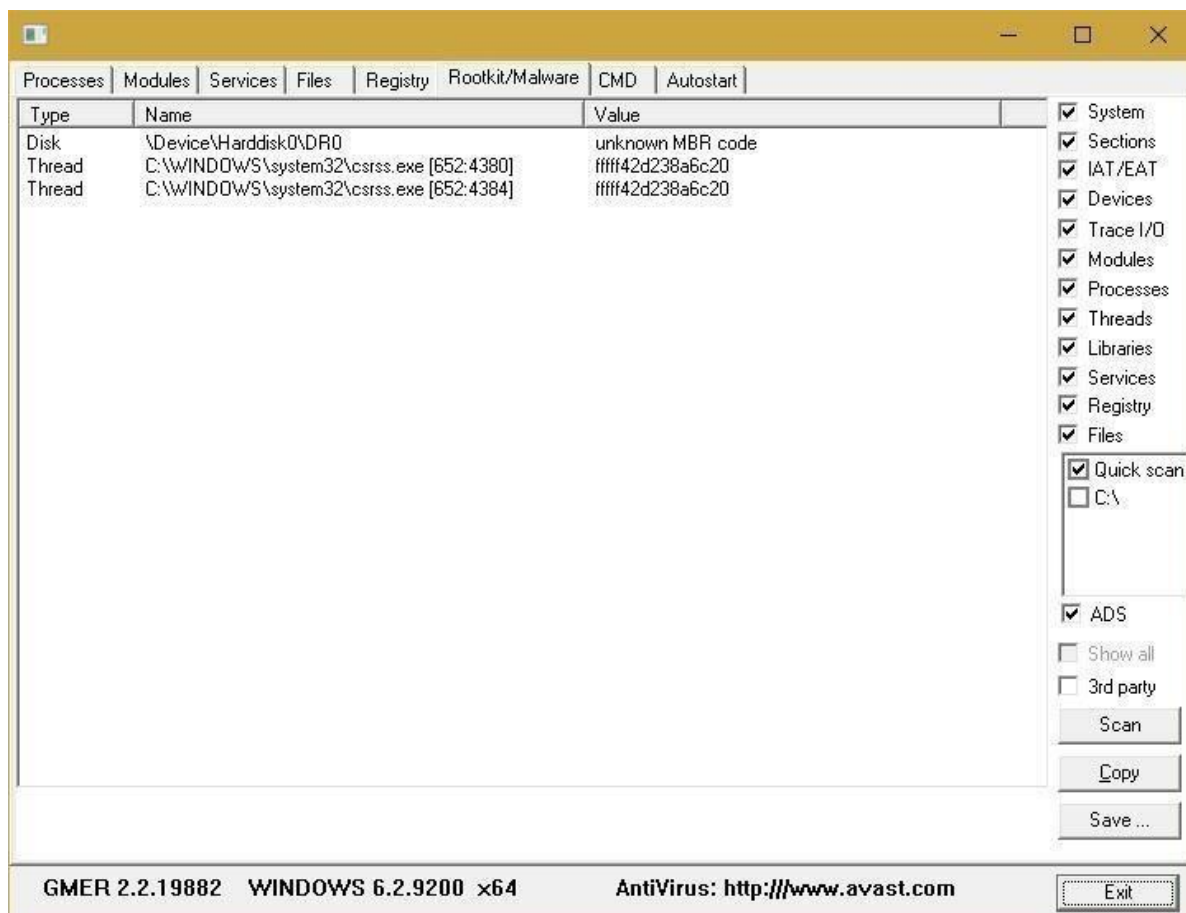 Processes Modules Services Files Registry Rootkit/Malware CMD Autostart
Type Name Value
Disk \Device\Harddisk0\DR0 unknown MBR code
Thread C:\WINDOWS\system32\csrss.exe [652:4380] fffff42d238a6c20
Thread C:\WINDOWS\system32\csrss.exe [652:4384] fffff42d238a6c20
System
Sections
IAT/EAT
Devices
Trace I/O
Modules
Processes
Threads
Libraries
Services
Registry
Files
Quick scan
C:\
ADS
Show all
3rd party
Scan
Copy
Save ...
GMER 2.2.19882 WINDOWS 6.2.9200 x64 AntiVirus: http:///www.avast.com Exit